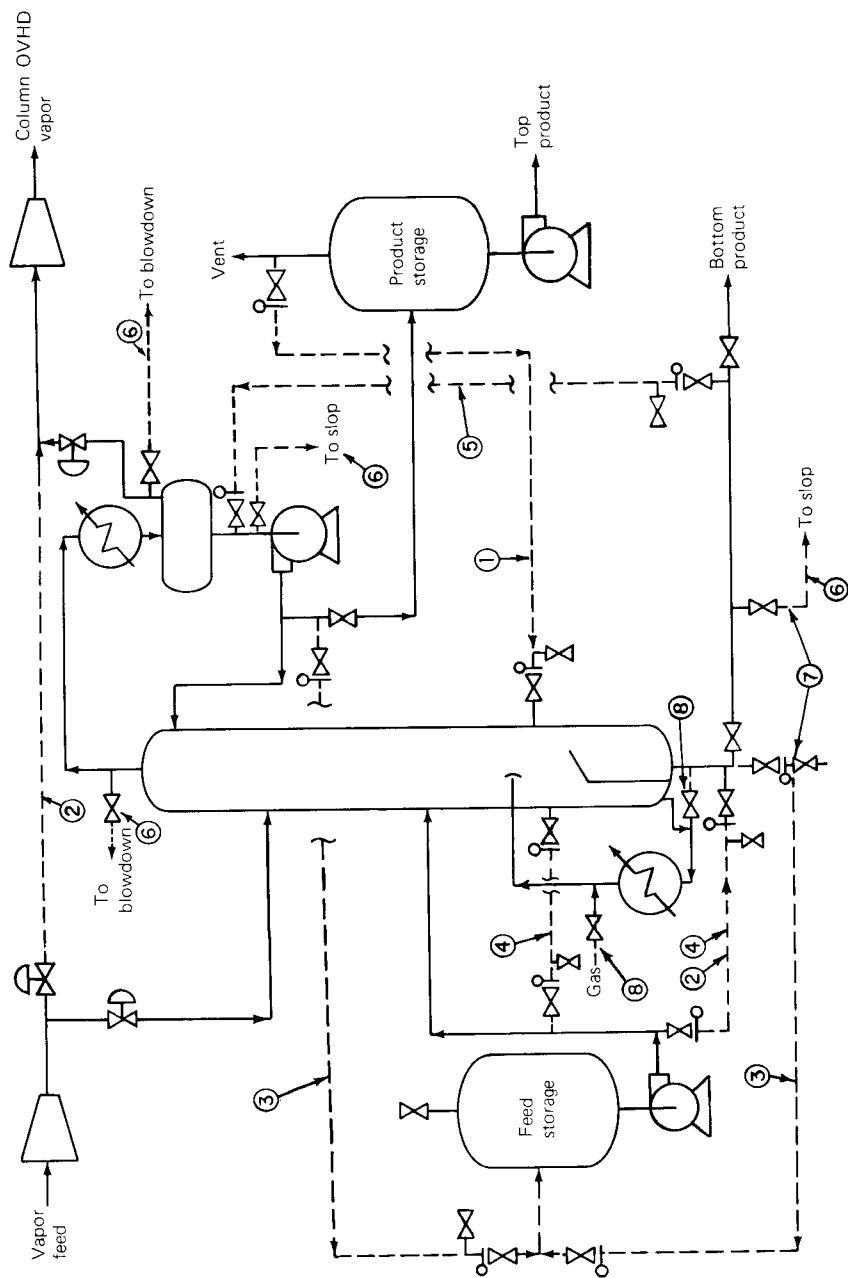 Vapor
feed
②
Column OVHD
vapor
To blowdown
⑥
To
blowdown
⑥
To slop
⑥
Vent
Product
storage
Top
product
①
⑤
③
④
Gas
⑧
⑧
Feed
storage
②
④
⑦
Bottom
product
To slop
⑥
③